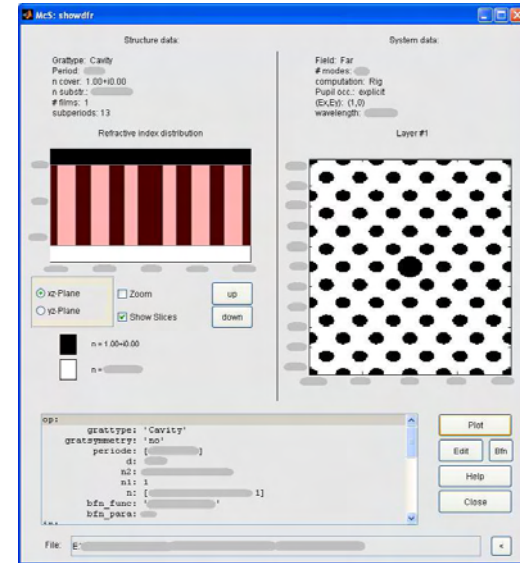 McS: showdfr
Structure data:
Grattype: Cavity
Period:
n cover: 1.00+i0.00
n substr.:
# films: 1
subperiods: 13
System data:
Field: Far
# modes:
computation: Rig
Pupil occ.: explicit
(Ex,Ey): (1,0)
wavelength:
Refractive index distribution
Layer #1
xz-Plane
yz-Plane
Zoom
Show Slices
up
down
n = 1.00+i0.00
n =
op:
grattype: 'Cavity'
gratsymmetry: 'no'
periode: [ ]
d:
n2:
n1: 1
n: [ 1]
bfn_func: ' '
bfn_para:
Plot
Edit
Bfn
Help
Close
File: E:
<